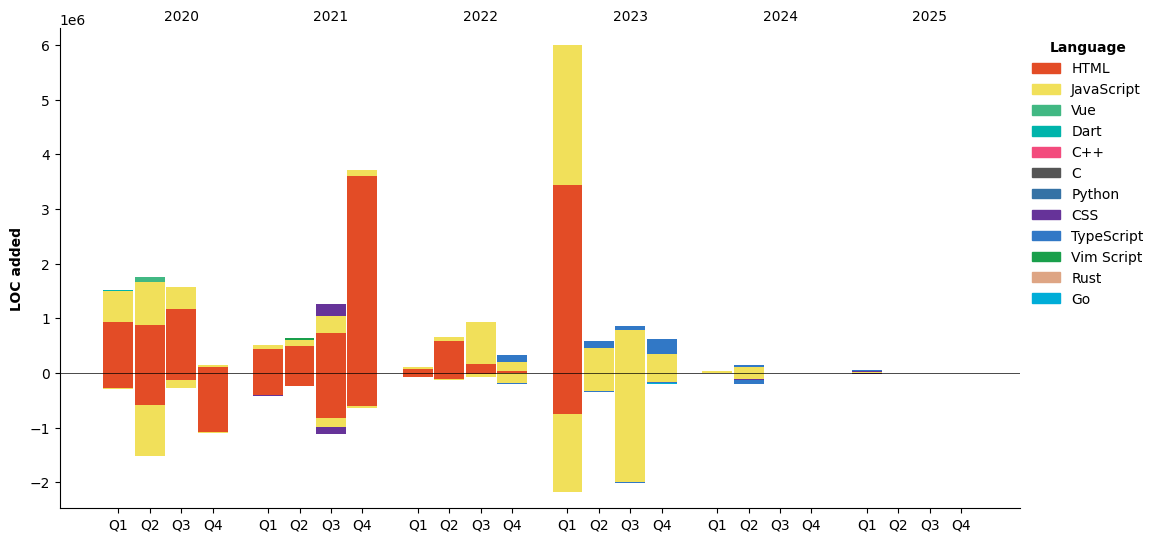 2020 2021 2022 2023 2024 2025
1e6
6
5
4
3
2
1
0
−1
−2
LOC added
Q1 Q2 Q3 Q4 Q1 Q2 Q3 Q4 Q1 Q2 Q3 Q4 Q1 Q2 Q3 Q4 Q1 Q2 Q3 Q4 Q1 Q2 Q3 Q4
Language
HTML
JavaScript
Vue
Dart
C++
C
Python
CSS
TypeScript
Vim Script
Rust
Go